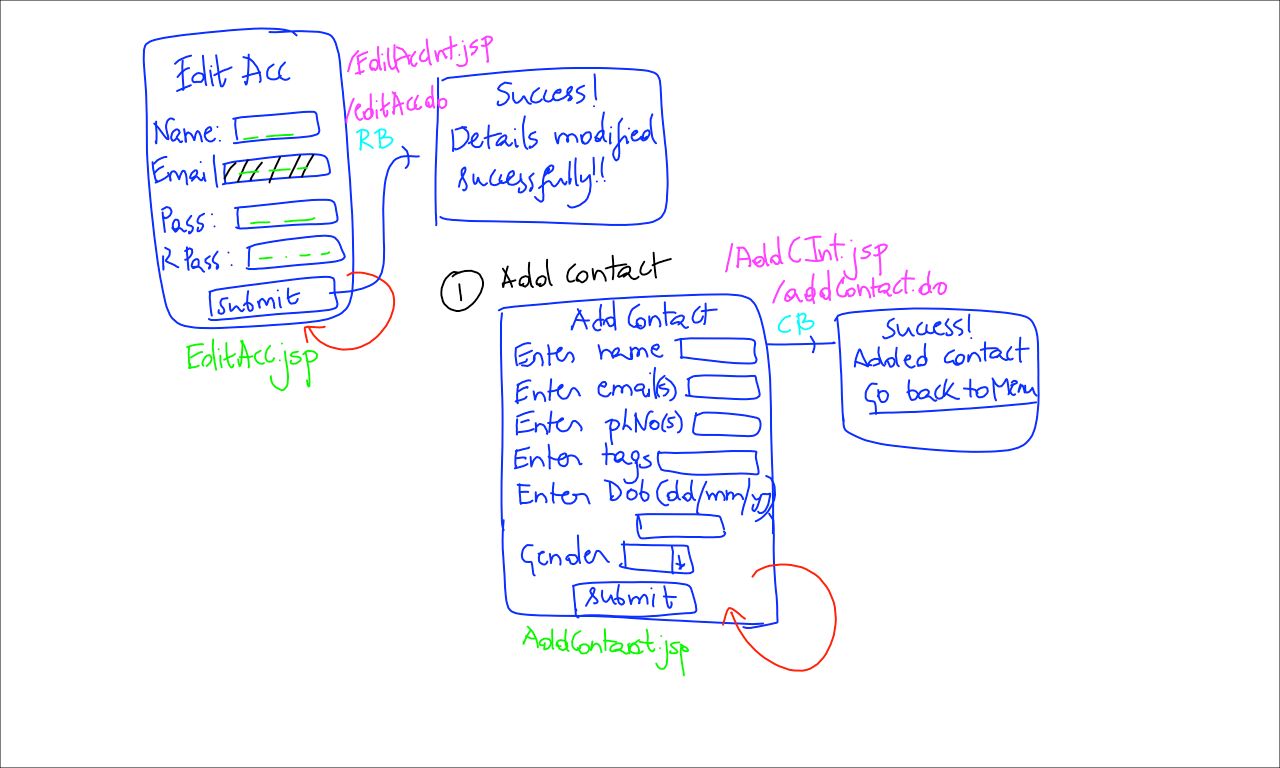 Edit Acc
Name:
Email
Pass:
R Pass:
submit
EditAcc.jsp
/EditAccInt.jsp
/editAcc.do
RB
Success!
Details modified
successfully!!
1 Add contact
Add Contact
Enter name
Enter email(s)
Enter phNo(s)
Enter tags
Enter Dob (dd/mm/yy)
Gender
submit
AddContact.jsp
/AddCInt.jsp
/addContact.do
CB
Success!
Added contact
Go back to Menu